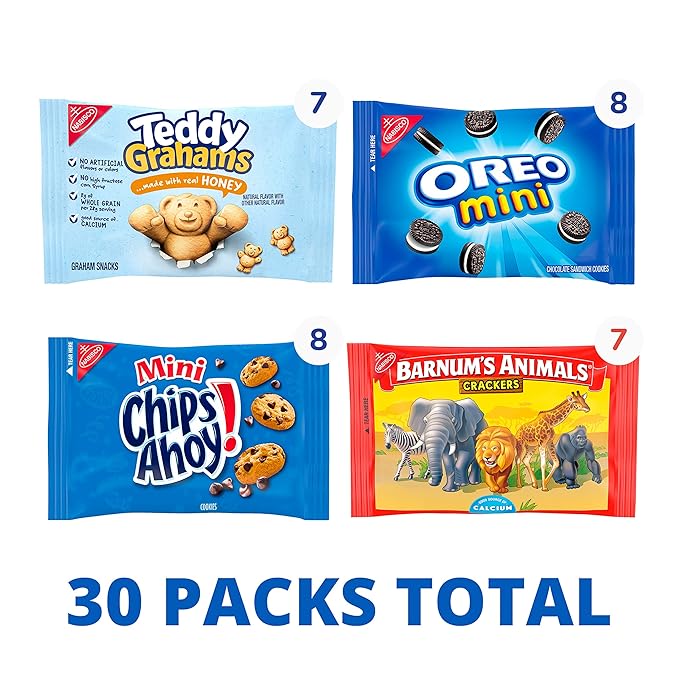 7
NABISCO
Teddy
Grahams
...made with real HONEY
NO ARTIFICIAL
flavors or colors
NO high fructose
corn syrup
8g of
WHOLE GRAIN
per 28g serving
good source of
CALCIUM
NATURAL FLAVOR WITH
OTHER NATURAL FLAVOR
GRAHAM SNACKS
8
NABISCO
TEAR HERE
OREO
mini
CHOCOLATE SANDWICH COOKIES
8
TEAR HERE
NABISCO
Mini
Chips
Ahoy!
COOKIES
7
NABISCO
TEAR HERE
BARNUM'S ANIMALS
CRACKERS
GOOD SOURCE OF
CALCIUM
30 PACKS TOTAL